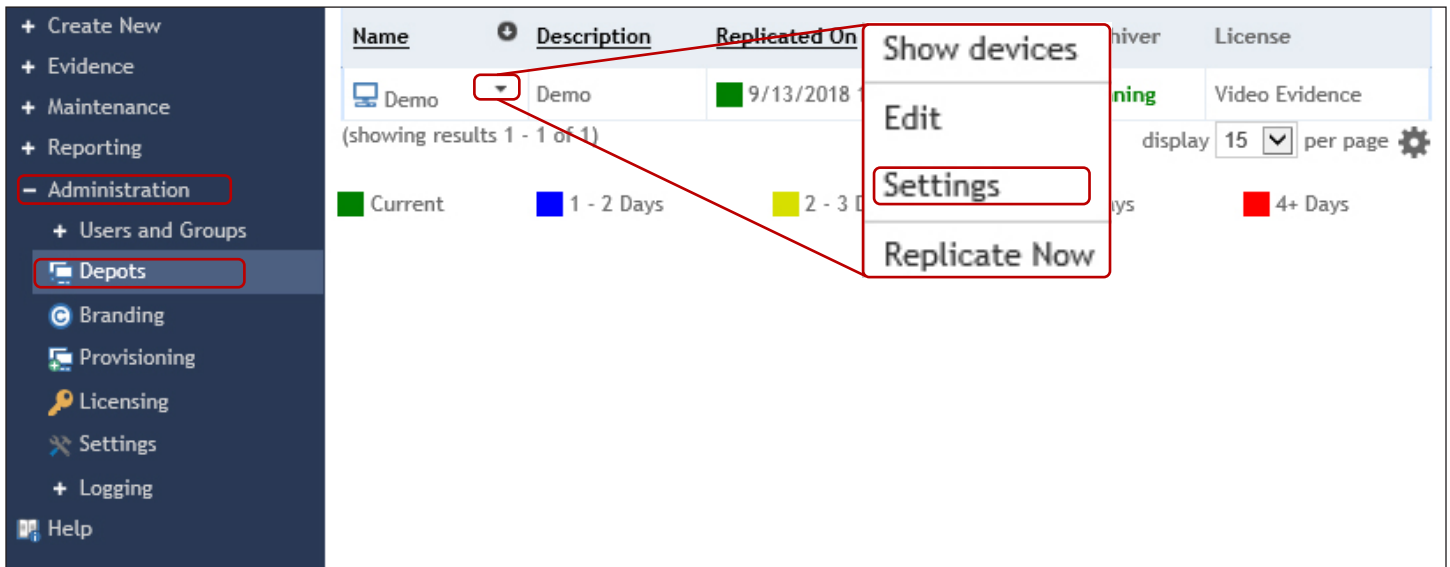 + Create New
+ Evidence
+ Maintenance
+ Reporting
− Administration
+ Users and Groups
Depots
Branding
Provisioning
Licensing
Settings
+ Logging
Help
Name Description Replicated On hiver License
Demo Demo 9/13/2018 1 ning Video Evidence
(showing results 1 - 1 of 1) display 15 per page
Current 1 - 2 Days 2 - 3 D ys 4+ Days
Show devices
Edit
Settings
Replicate Now